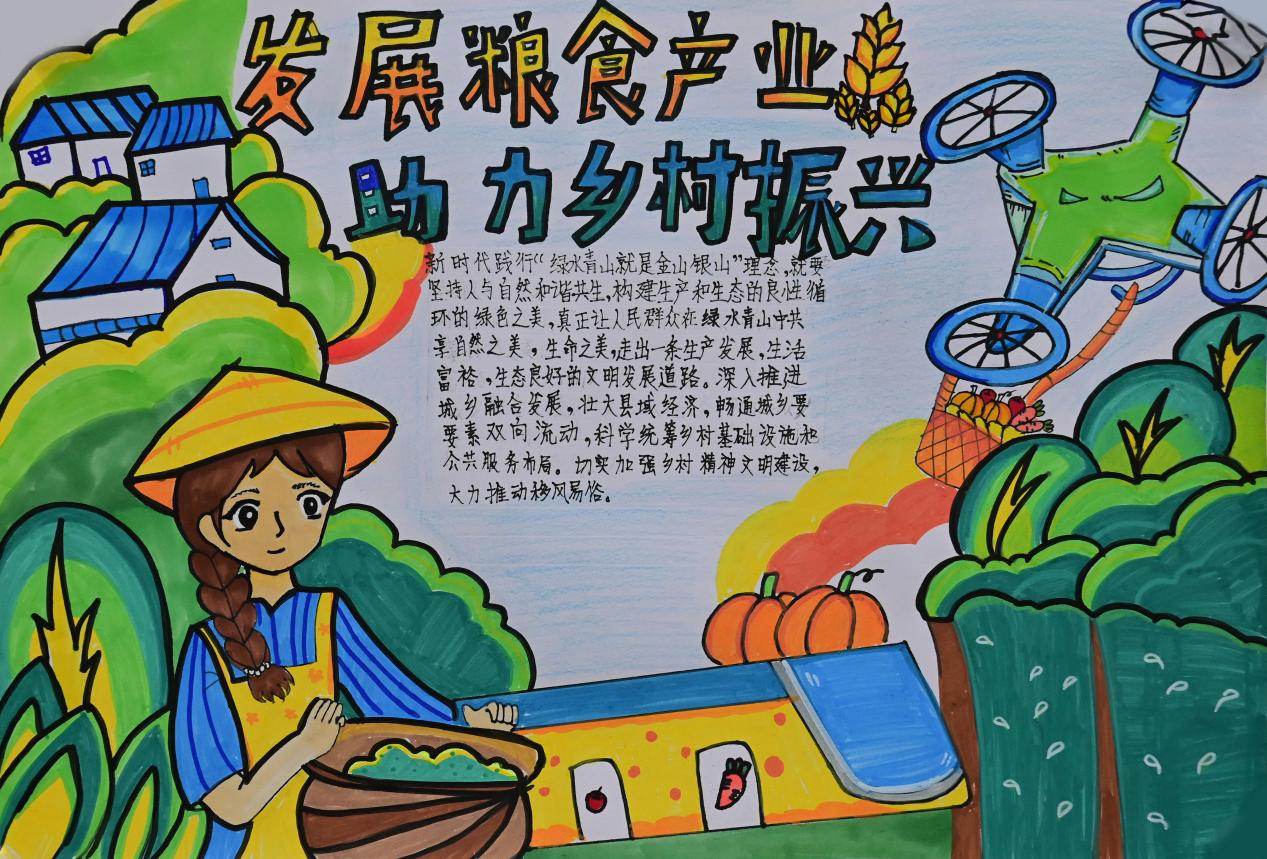 发展粮食产业
助力乡村振兴
新时代践行“绿水青山就是金山银山”理念,就要
坚持人与自然和谐共生,构建生产和生态的良性循
环的绿色之美,真正让人民群众在绿水青山中共
享自然之美,生命之美,走出一条生产发展,生活
富裕,生态良好的文明发展道路。深入推进
城乡融合发展,壮大县域经济,畅通城乡要
要素双向流动,科学统筹乡村基础设施和
公共服务布局。切实加强乡村精神文明建设,
大力推动移风易俗。